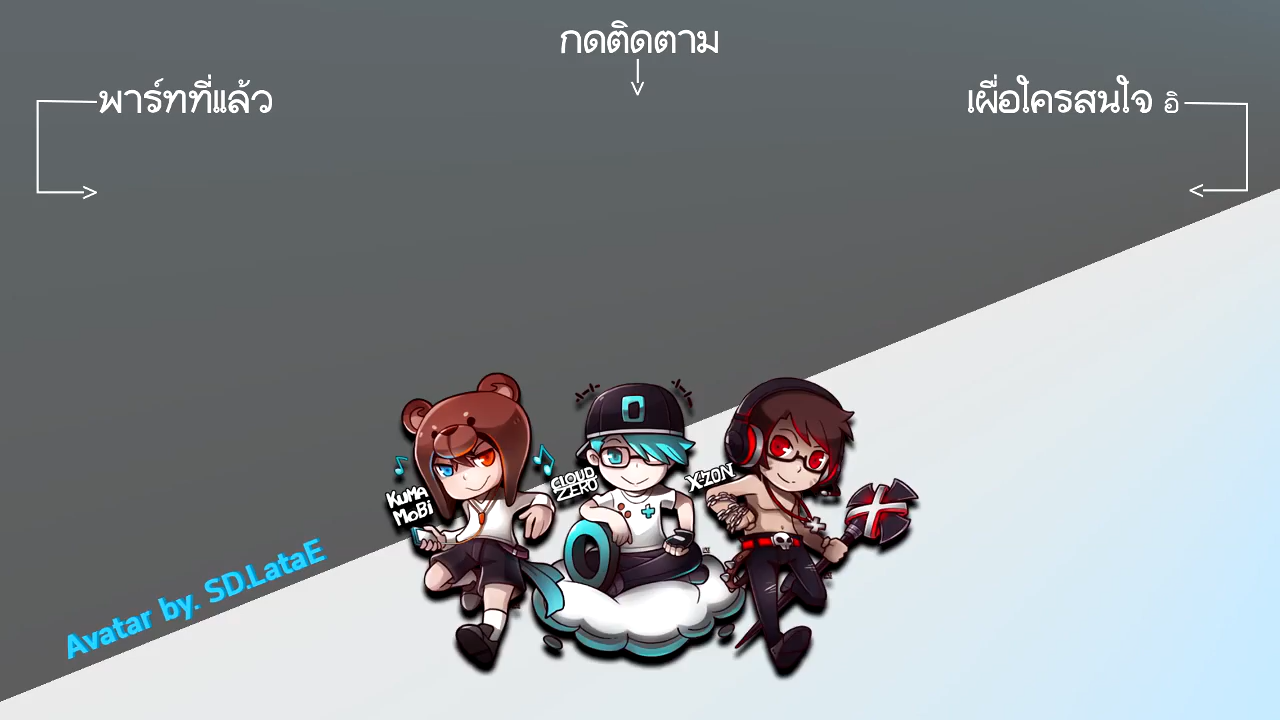 กดติดตาม
พาร์ทที่แล้ว
เผื่อใครสนใจ อิ
KUMA
MOBi
CLOUD
ZERO
X-ZON
Avatar by. SD.LataE